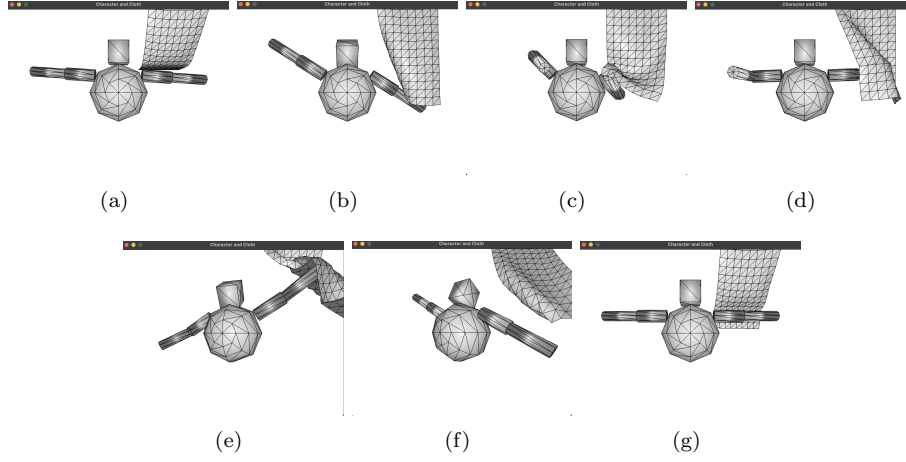 Character and Cloth
Character and Cloth
Character and Cloth
Character and Cloth
(a)
(b)
(c)
(d)
Character and Cloth
Character and Cloth
Character and Cloth
(e)
(f)
(g)